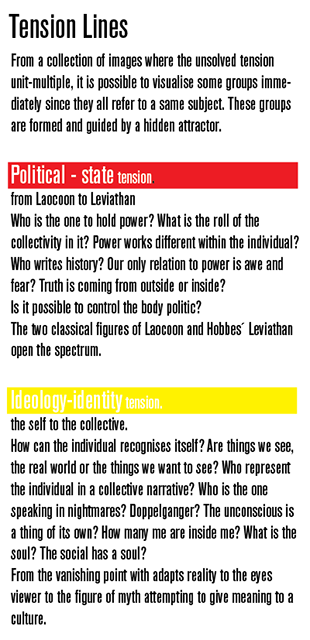 Tension Lines
From a collection of images where the unsolved tension
unit-multiple, it is possible to visualise some groups imme-
diately since they all refer to a same subject. These groups
are formed and guided by a hidden attractor.
Political - state tension
from Laocoon to Leviathan
Who is the one to hold power? What is the roll of the
collectivity in it? Power works different within the individual?
Who writes history? Our only relation to power is awe and
fear? Truth is coming from outside or inside?
Is it possible to control the body politic?
The two classical figures of Laocoon and Hobbes´ Leviathan
open the spectrum.
Ideology-identity tension.
the self to the collective.
How can the individual recognises itself? Are things we see,
the real world or the things we want to see? Who represent
the individual in a collective narrative? Who is the one
speaking in nightmares? Doppelganger? The unconscious is
a thing of its own? How many me are inside me? What is the
soul? The social has a soul?
From the vanishing point with adapts reality to the eyes
viewer to the figure of myth attempting to give meaning to a
culture.